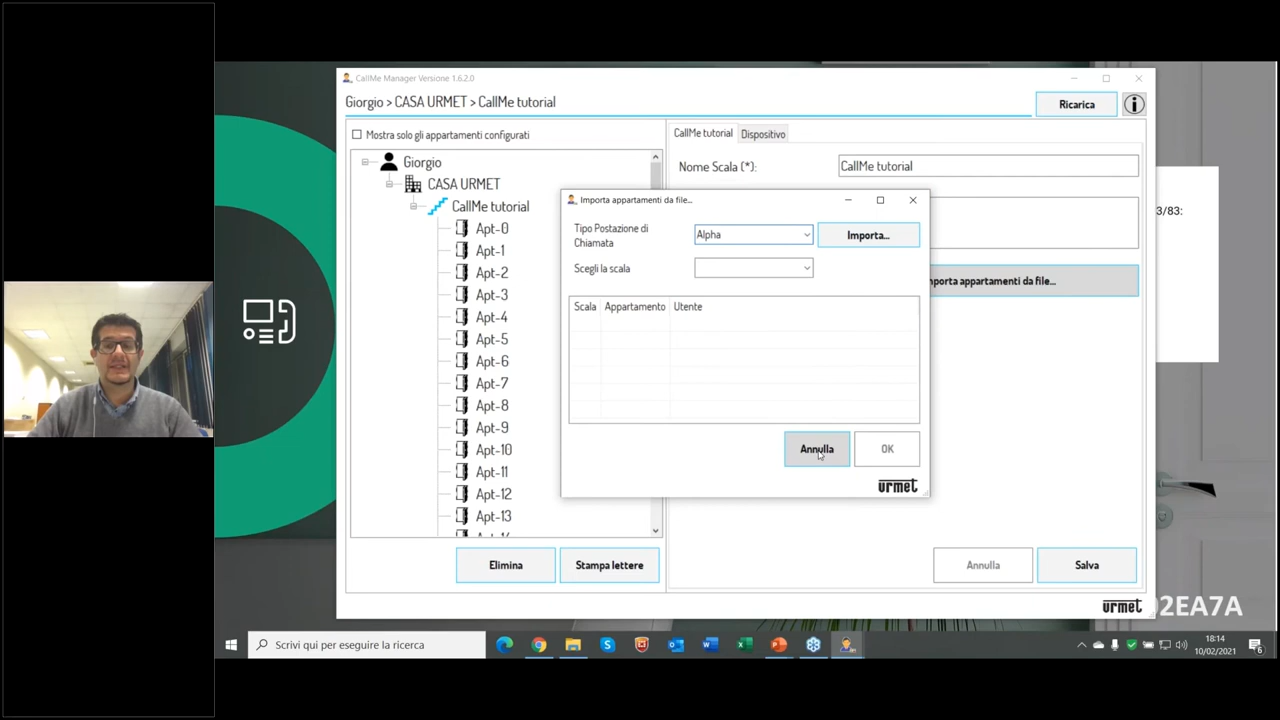 CallMe Manager Versione 1.6.2.0
Giorgio > CASA URMET > CallMe tutorial
Ricarica
Mostra solo gli appartamenti configurati
CallMe tutorial
Dispositivo
Giorgio
CASA URMET
CallMe tutorial
Apt-0
Apt-1
Apt-2
Apt-3
Apt-4
Apt-5
Apt-6
Apt-7
Apt-8
Apt-9
Apt-10
Apt-11
Apt-12
Apt-13
Nome Scala (*):
CallMe tutorial
Importa appartamenti da file...
Tipo Postazione di
Chiamata
Alpha
Importa...
Scegli la scala
Scala Appartamento Utente
Annulla
OK
urmet
mporta appartamenti da file...
3/83:
Elimina
Stampa lettere
Annulla
Salva
urmet
02EA7A
Scrivi qui per eseguire la ricerca
18:14
10/02/2021
6